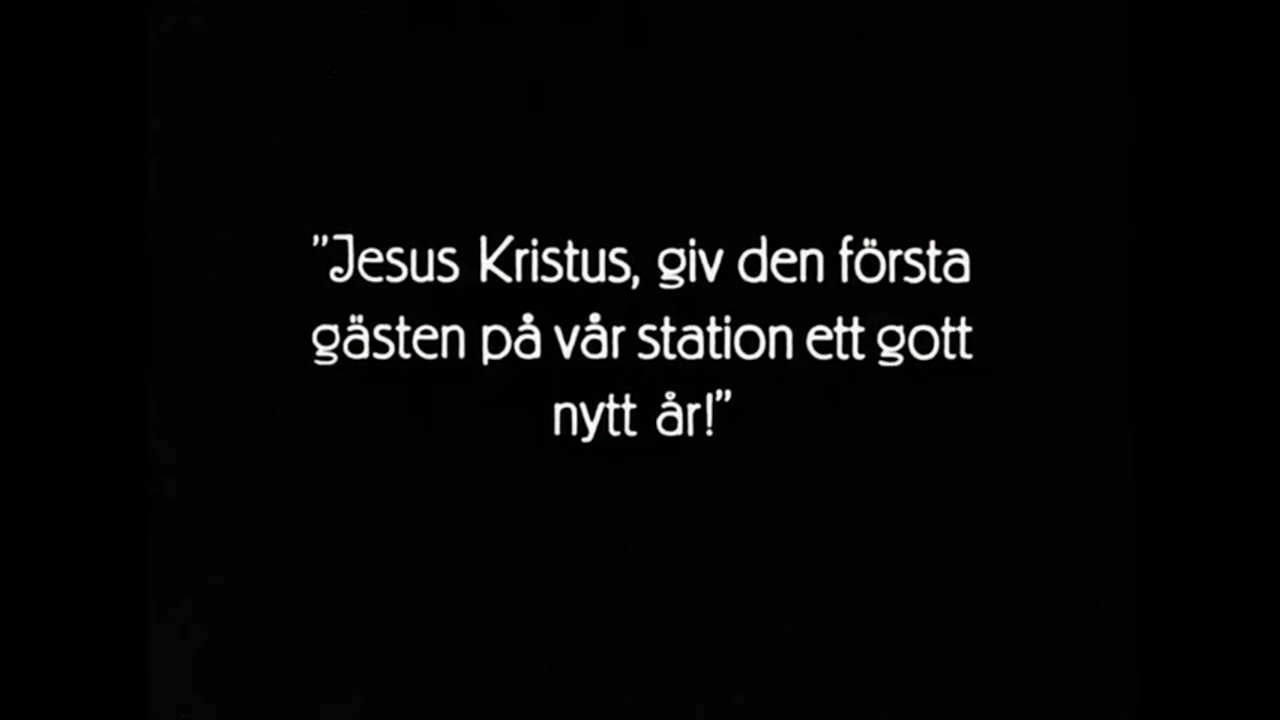 ”Jesus Kristus, giv den första
gästen på vår station ett gott
nytt år!”